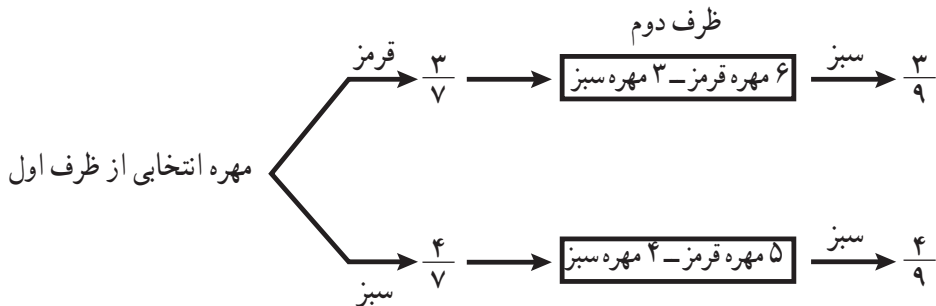 ظرف دوم
قرمز
۳/۷
۶ مهره قرمز ـ ۳ مهره سبز
سبز
۳/۹
مهره انتخابی از ظرف اول
سبز
۴/۷
۵ مهره قرمز ـ ۴ مهره سبز
سبز
۴/۹